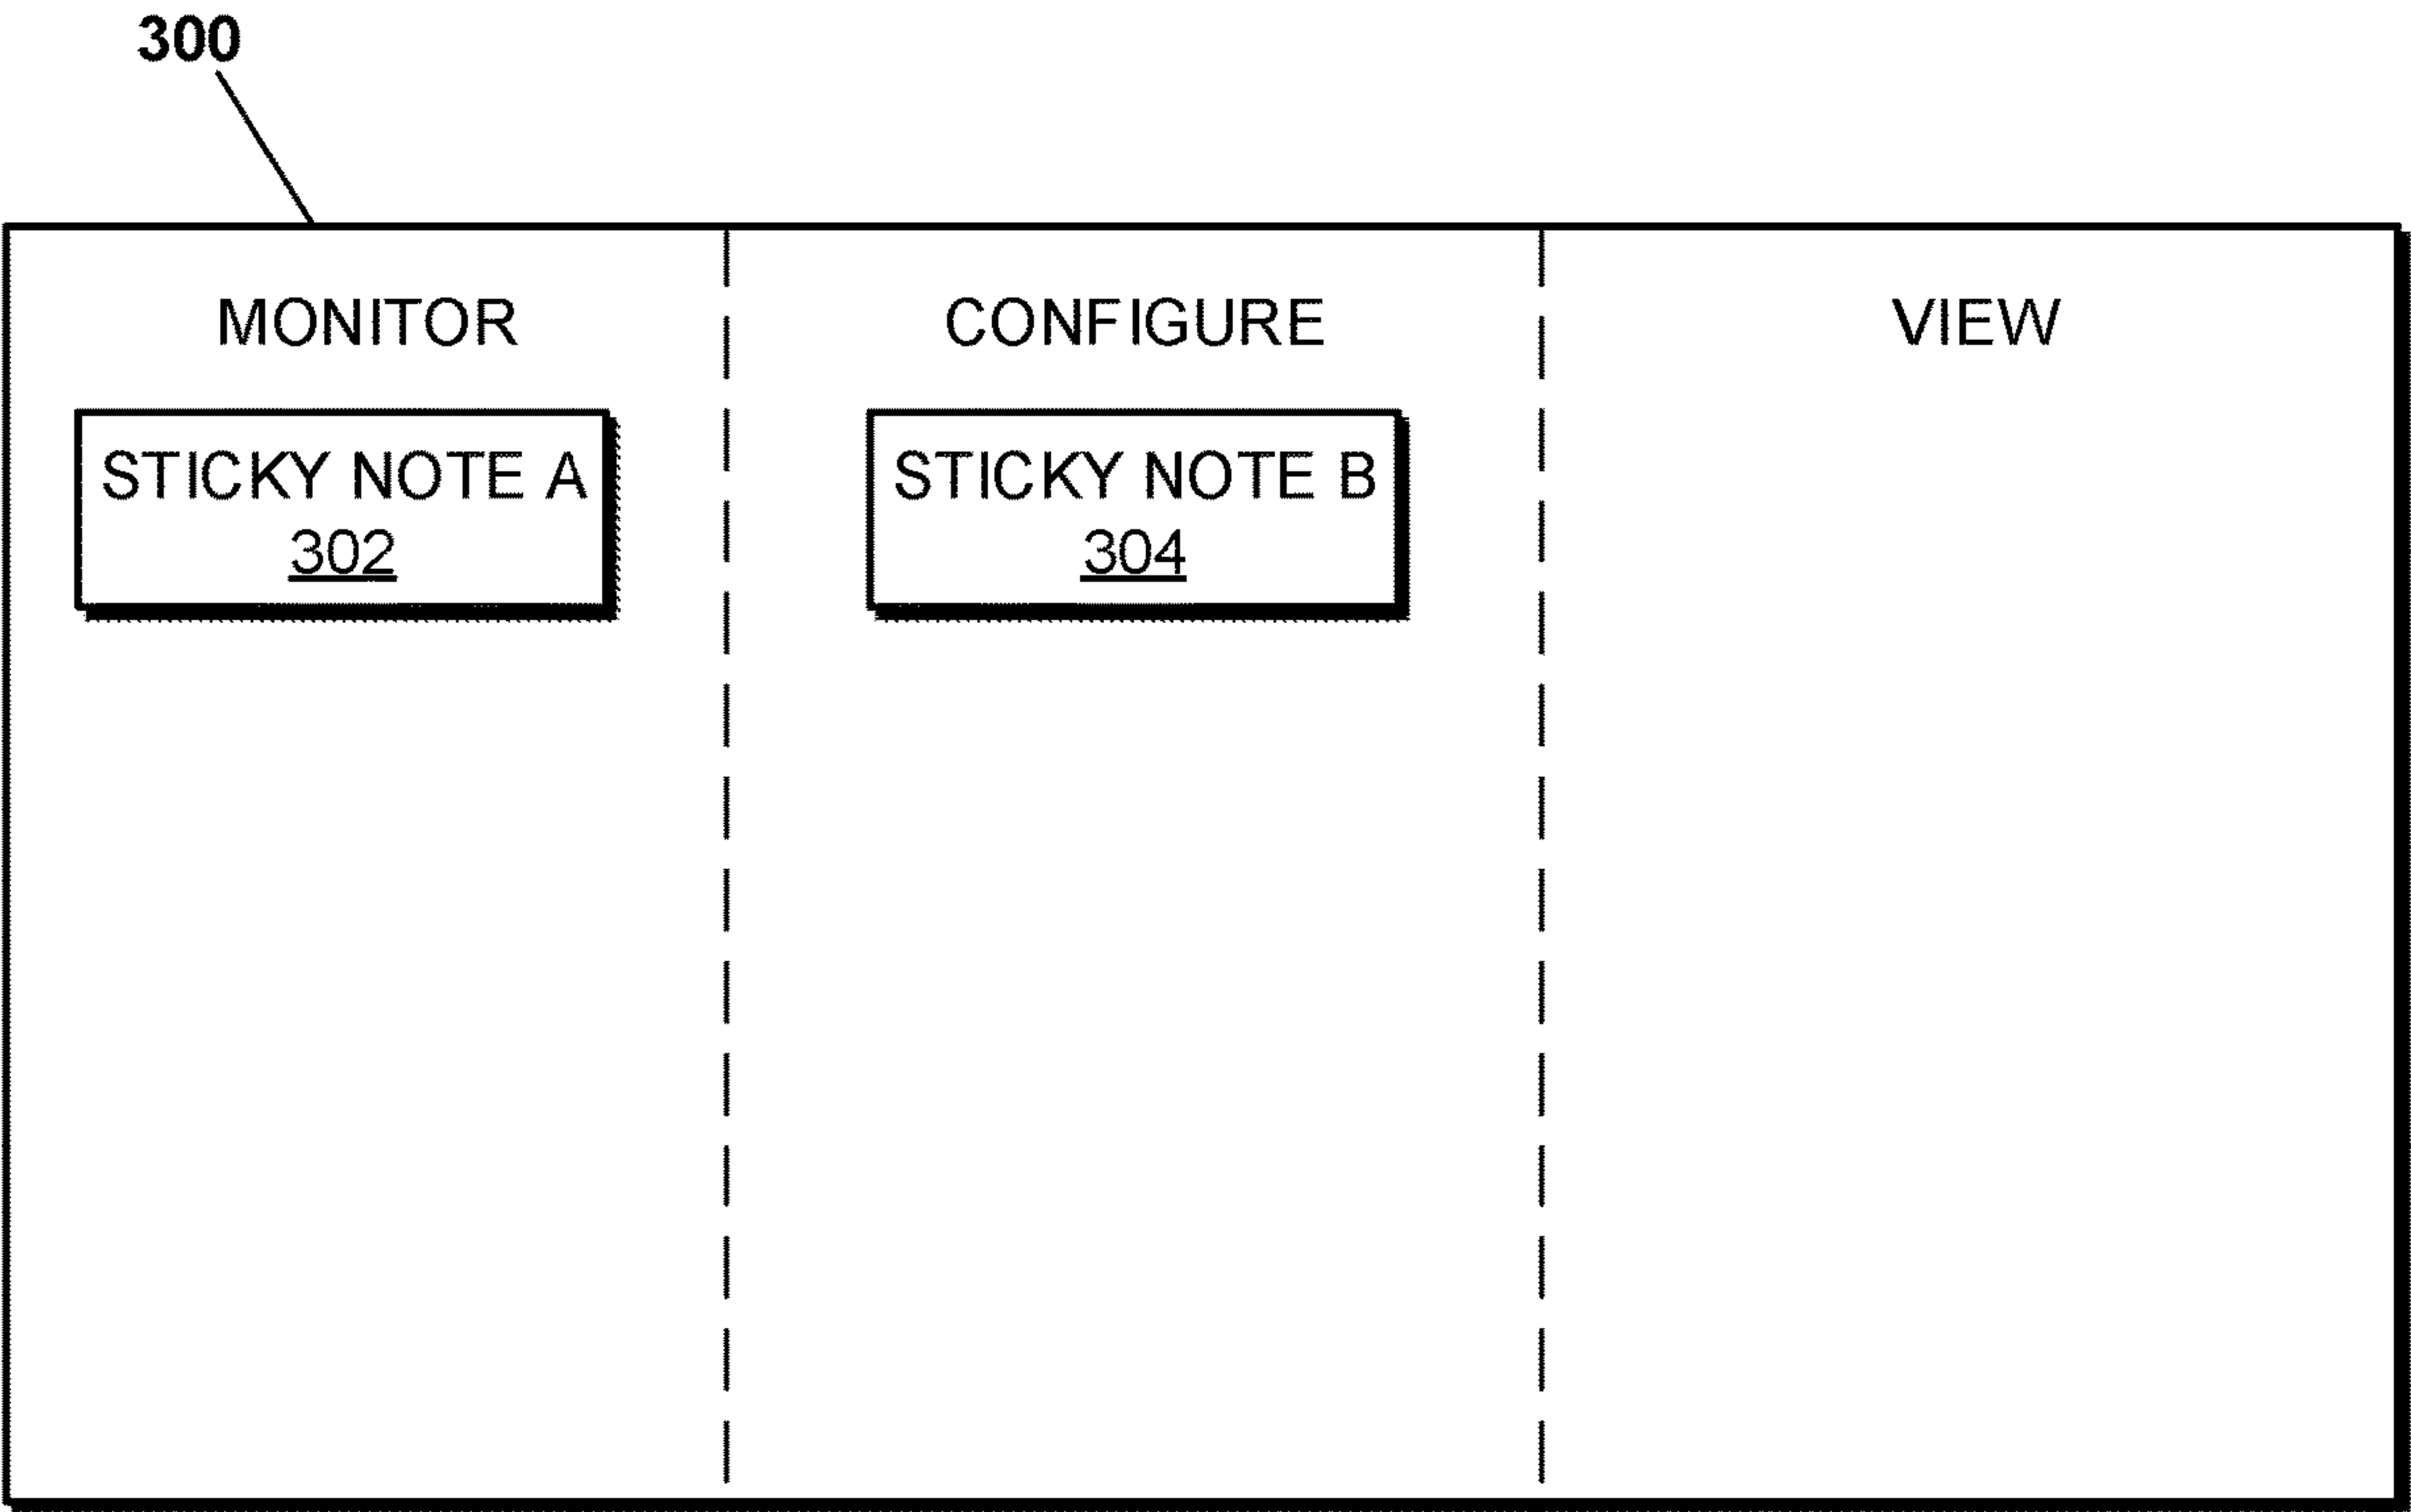 300
MONITOR
CONFIGURE
VIEW
STICKY NOTE A
302
STICKY NOTE B
304